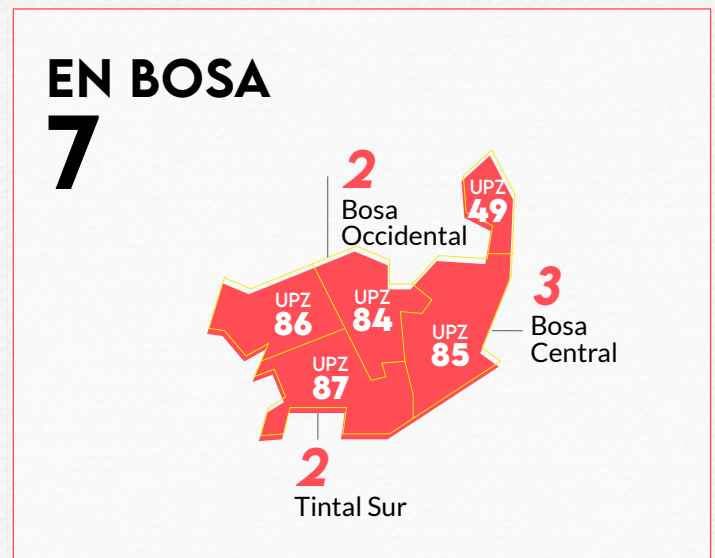 EN BOSA
7
2
Bosa
Occidental
UPZ
49
3
Bosa
Central
UPZ
86
UPZ
84
UPZ
85
UPZ
87
2
Tintal Sur